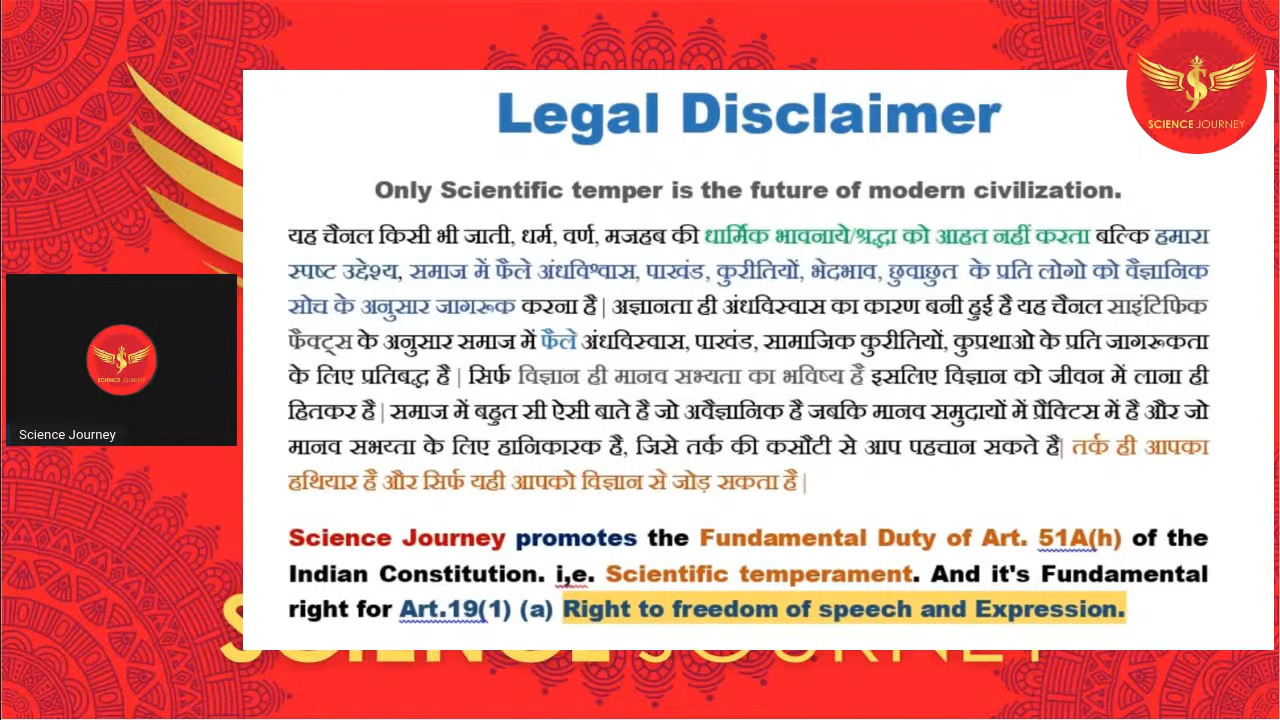 Legal Disclaimer
SCIENCE JOURNEY
Only Scientific temper is the future of modern civilization.
यह चैनल किसी भी जाती, धर्म, वर्ण, मजहब की धार्मिक भावनाये/श्रद्धा को आहत नहीं करता बल्कि हमारा
स्पष्ट उद्देश्य, समाज में फैले अंधविश्वास, पाखंड, कुरीतियों, भेदभाव, छुवाछुत के प्रति लोगो को वैज्ञानिक
सोच के अनुसार जागरूक करना है | अज्ञानता ही अंधविस्वास का कारण बनी हुई है यह चैनल साइंटिफिक
फैक्ट्स के अनुसार समाज में फैले अंधविस्वास, पाखंड, सामाजिक कुरीतियों, कुप्रथाओ के प्रति जागरूकता
के लिए प्रतिबद्ध है | सिर्फ विज्ञान ही मानव सभ्यता का भविष्य है इसलिए विज्ञान को जीवन में लाना ही
हितकर है | समाज में बहुत सी ऐसी बाते है जो अवैज्ञानिक है जबकि मानव समुदायों में प्रैक्टिस में है और जो
मानव सभ्यता के लिए हानिकारक है, जिसे तर्क की कसौटी से आप पहचान सकते है| तर्क ही आपका
हथियार है और सिर्फ यही आपको विज्ञान से जोड़ सकता है |
Science Journey promotes the Fundamental Duty of Art. 51A(h) of the
Indian Constitution. i,e. Scientific temperament. And it's Fundamental
right for Art.19(1) (a) Right to freedom of speech and Expression.
SCIENCE JOURNEY
Science Journey
SCIENCE JOURNEY